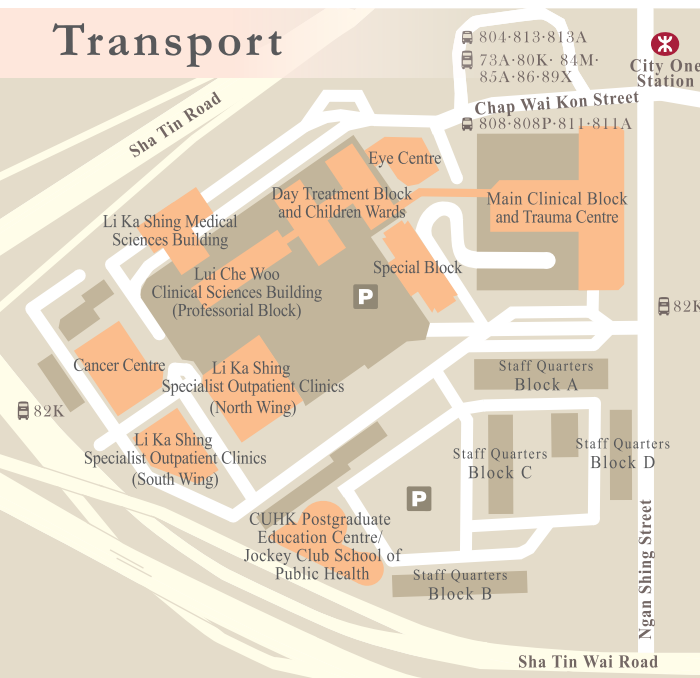 Transport
804·813·813A
73A·80K· 84M·
85A·86·89X
City One
Station
Chap Wai Kon Street
808·808P·811·811A
Sha Tin Road
Eye Centre
Day Treatment Block
and Children Wards
Main Clinical Block
and Trauma Centre
Li Ka Shing Medical
Sciences Building
Lui Che Woo
Clinical Sciences Building
(Professorial Block)
Special Block
P
82K
Cancer Centre
Li Ka Shing
Specialist Outpatient Clinics
(North Wing)
Staff Quarters
Block A
82K
Li Ka Shing
Specialist Outpatient Clinics
(South Wing)
Staff Quarters
Block C
Staff Quarters
Block D
P
CUHK Postgraduate
Education Centre/
Jockey Club School of
Public Health
Staff Quarters
Block B
Ngan Shing Street
Sha Tin Wai Road